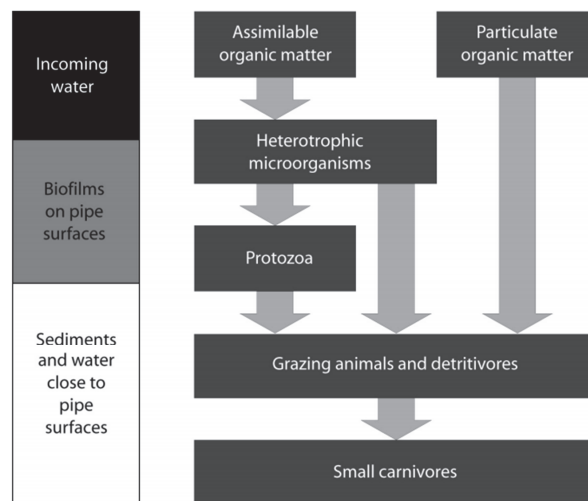 Incoming
water
Biofilms
on pipe
surfaces
Sediments
and water
close to
pipe
surfaces
Assimilable
organic matter
Particulate
organic matter
Heterotrophic
microorganisms
Protozoa
Grazing animals and detritivores
Small carnivores